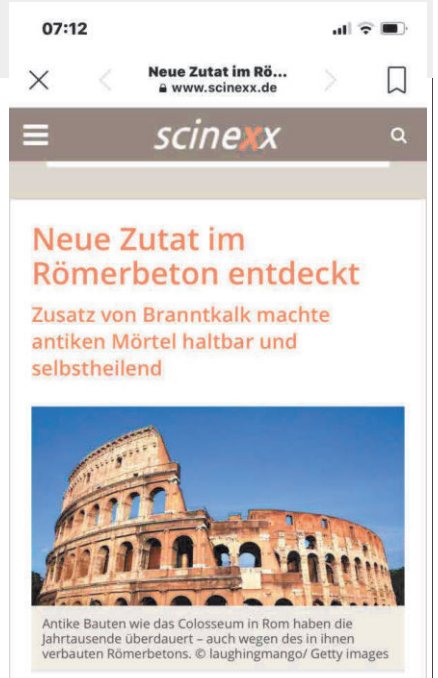 07:12
Neue Zutat im Rö...
www.scinexx.de
scinexx
Neue Zutat im
Römerbeton entdeckt
Zusatz von Branntkalk machte
antiken Mörtel haltbar und
selbstheilend
Antike Bauten wie das Colosseum in Rom haben die
Jahrtausende überdauert – auch wegen des in ihnen
verbauten Römerbetons. © laughingmango/ Getty images